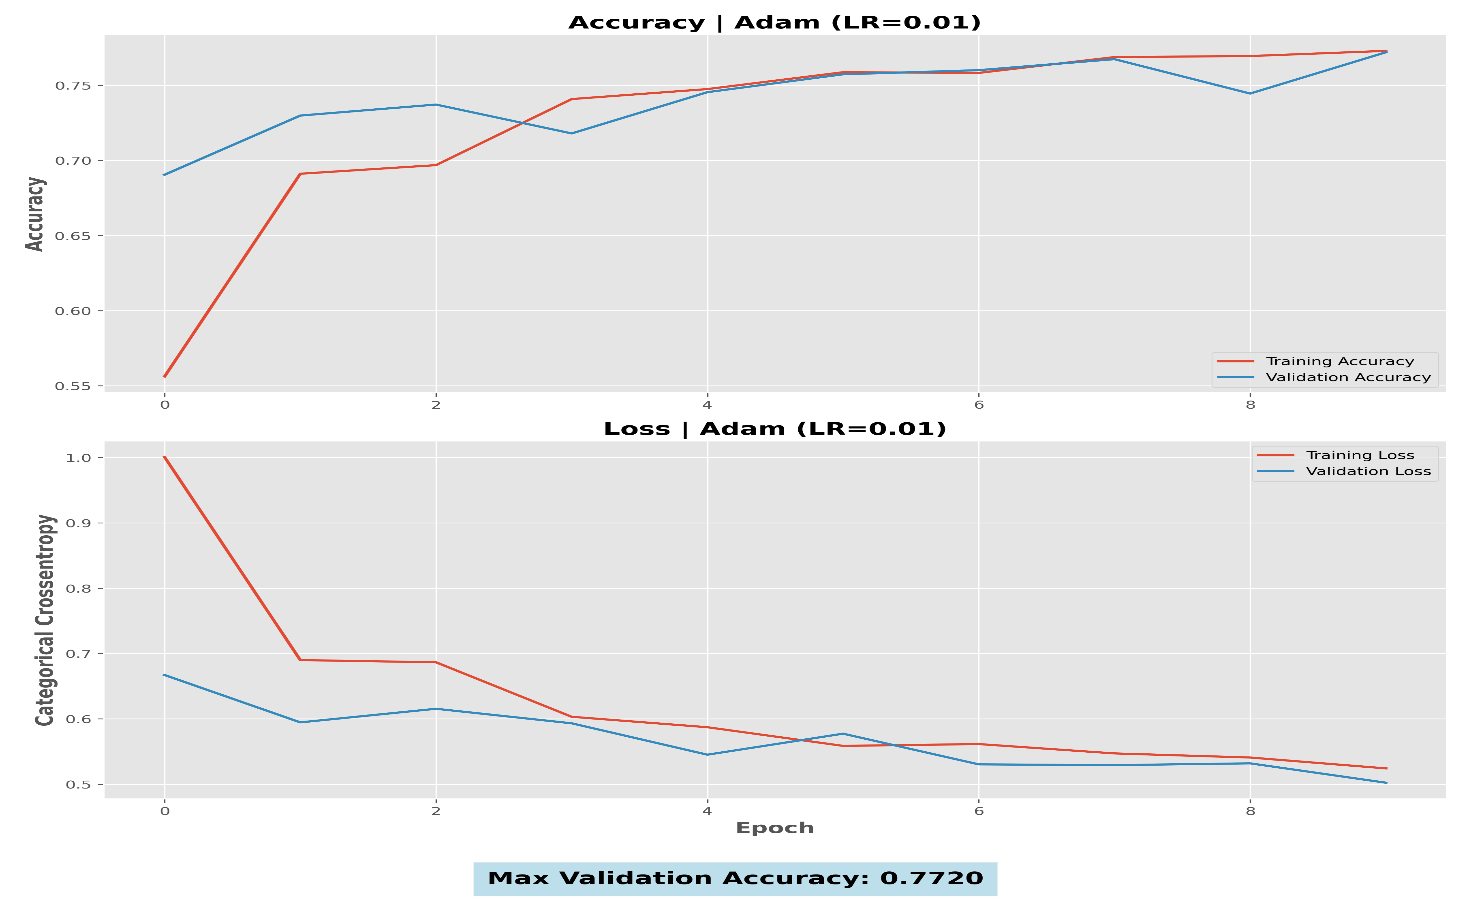 Accuracy | Adam (LR=0.01)
Accuracy
0.75
0.70
0.65
0.60
0.55
0
2
4
6
8
Training Accuracy
Validation Accuracy
Loss | Adam (LR=0.01)
Categorical Crossentropy
1.0
0.9
0.8
0.7
0.6
0.5
0
2
4
6
8
Training Loss
Validation Loss
Epoch
Max Validation Accuracy: 0.7720